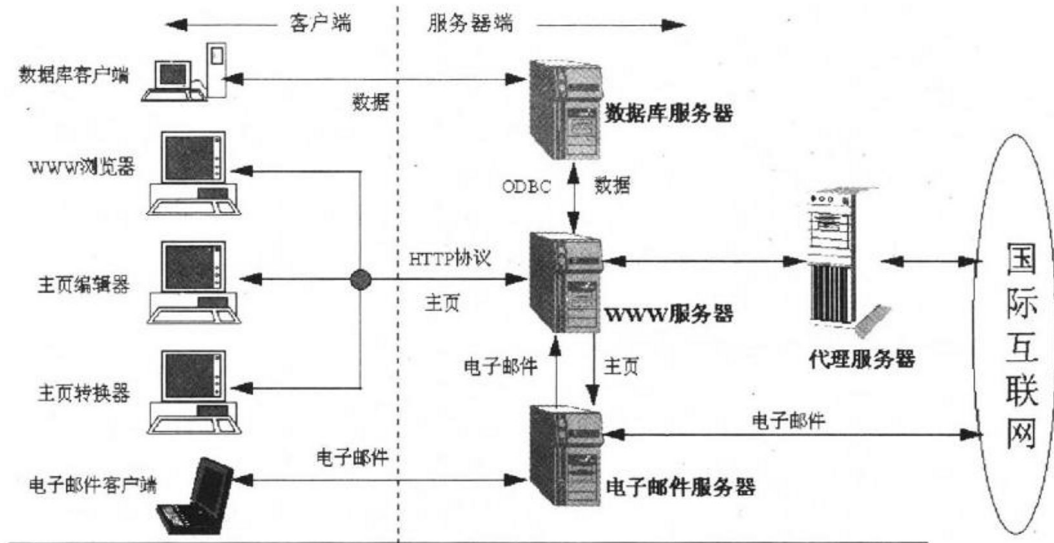 客户端
服务器端
数据库客户端
数据
数据库服务器
WWW浏览器
ODBC
数据
主页编辑器
HTTP协议
主页
WWW服务器
代理服务器
国际互联网
主页转换器
电子邮件
主页
电子邮件
电子邮件客户端
电子邮件
电子邮件服务器